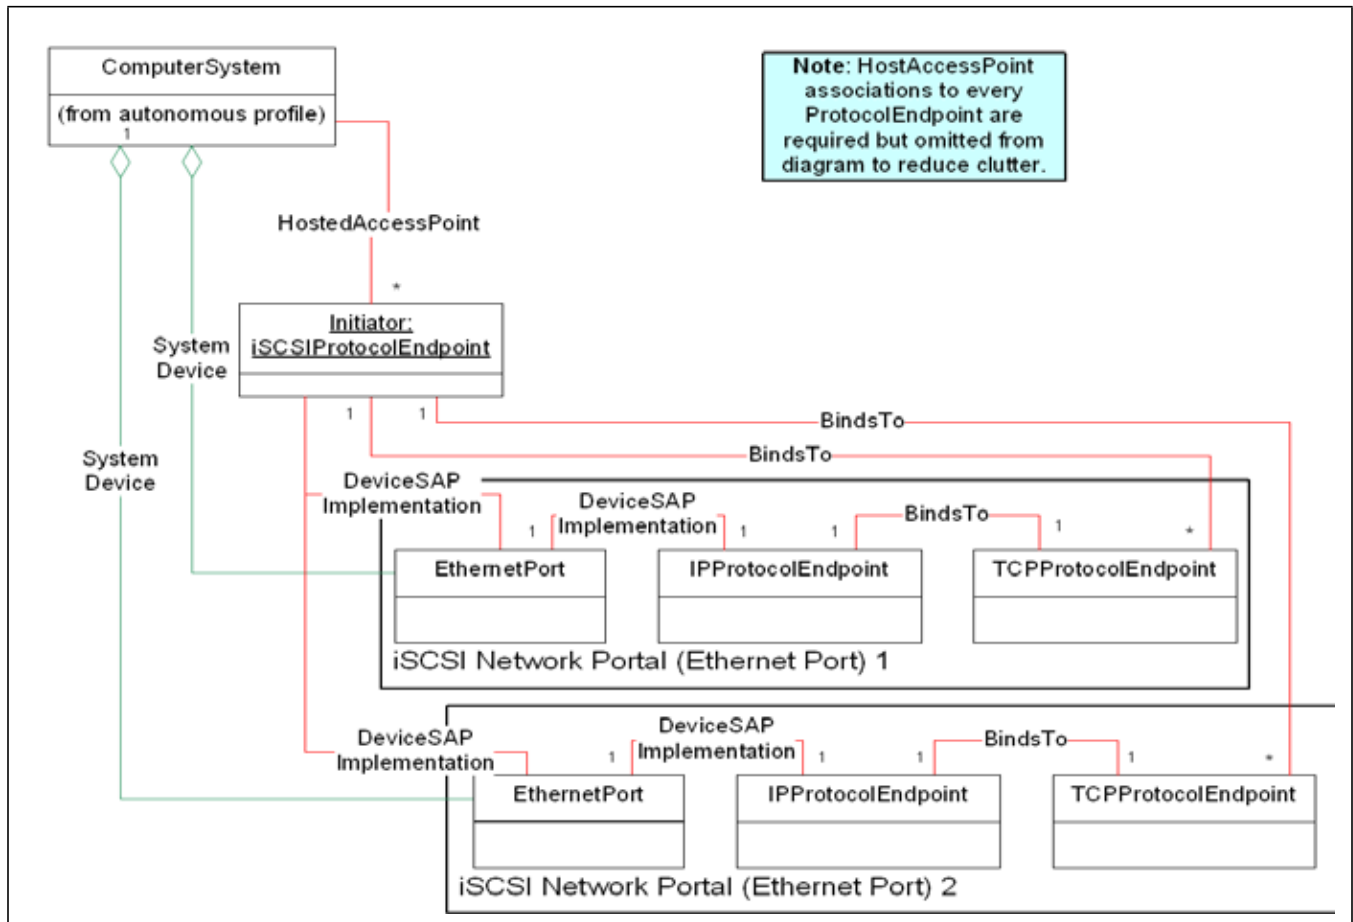 ComputerSystem
(from autonomous profile)
1
Note: HostAccessPoint
associations to every
ProtocolEndpoint are
required but omitted from
diagram to reduce clutter.
HostedAccessPoint
*
Initiator:
iSCSIProtocolEndpoint
System
Device
1
1
BindsTo
BindsTo
System
Device
DeviceSAP
Implementation
DeviceSAP
Implementation
BindsTo
1
1
1
1
*
EthernetPort
IPProtocolEndpoint
TCPProtocolEndpoint
iSCSI Network Portal (Ethernet Port) 1
DeviceSAP
Implementation
DeviceSAP
Implementation
BindsTo
1
1
1
1
*
EthernetPort
IPProtocolEndpoint
TCPProtocolEndpoint
iSCSI Network Portal (Ethernet Port) 2